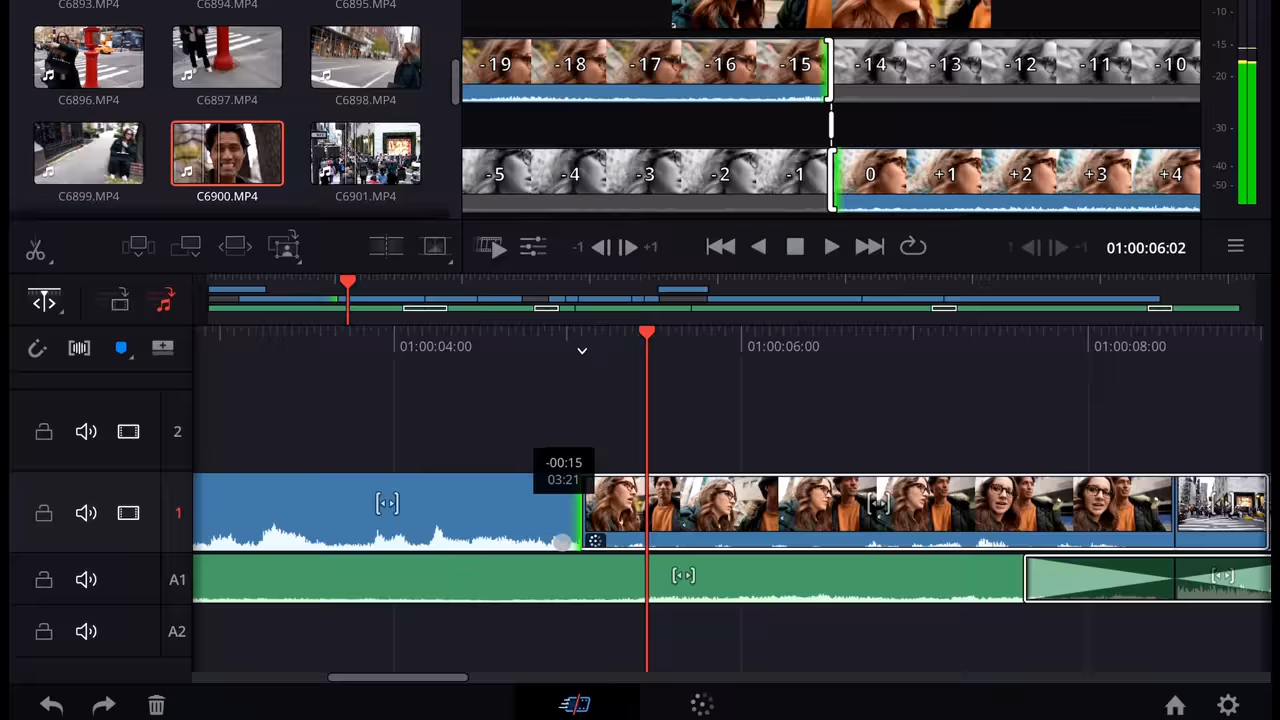 C6893.MP4 C6894.MP4 C6895.MP4
C6896.MP4 C6897.MP4 C6898.MP4
C6899.MP4 C6900.MP4 C6901.MP4
-19 -18 -17 -16 -15 -14 -13 -12 -11 -10
-5 -4 -3 -2 -1 0 +1 +2 +3 +4
-10
-15
-20
-30
-40
-50
-1 +1 1 -1 01:00:06:02
01:00:04:00 01:00:06:00 01:00:08:00
2
-00:15
03:21
1
A1
A2